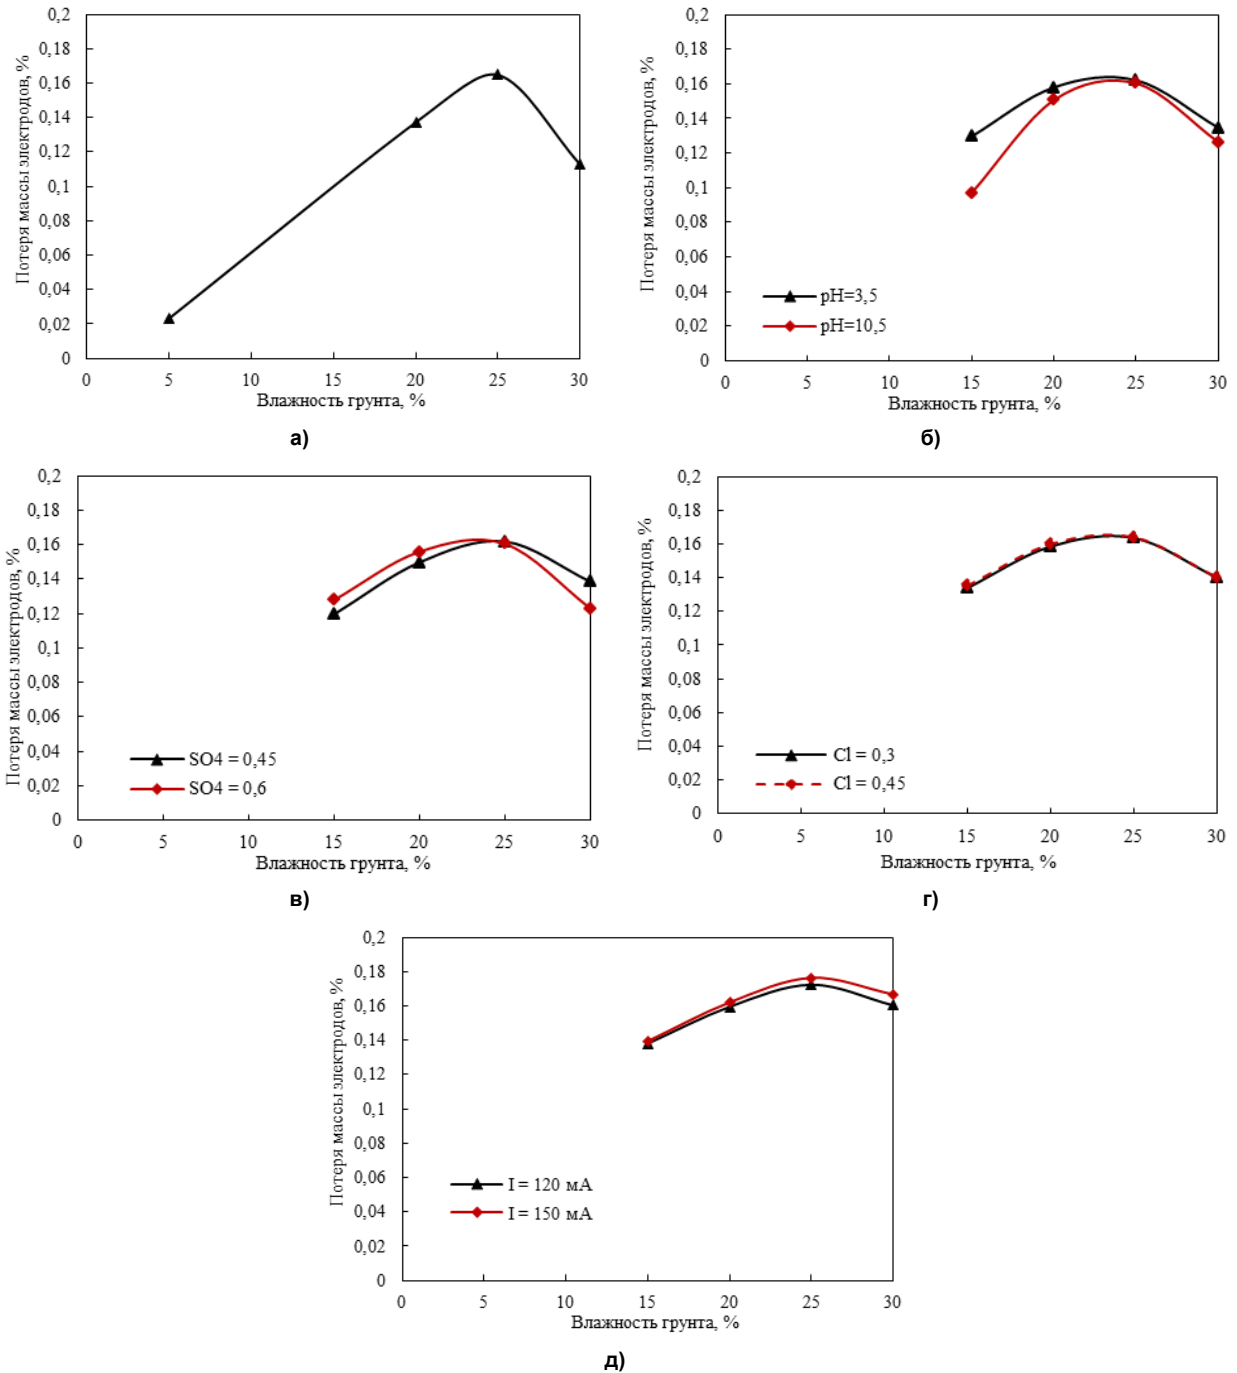 Потеря массы электродов, %
0,2
0,18
0,16
0,14
0,12
0,1
0,08
0,06
0,04
0,02
0
0 5 10 15 20 25 30
Влажность грунта, %
а)
Потеря массы электродов, %
0,2
0,18
0,16
0,14
0,12
0,1
0,08
0,06
0,04
0,02
0
pH=3,5
pH=10,5
0 5 10 15 20 25 30
Влажность грунта, %
б)
Потеря массы электродов, %
0,2
0,18
0,16
0,14
0,12
0,1
0,08
0,06
0,04
0,02
0
SO4 = 0,45
SO4 = 0,6
0 5 10 15 20 25 30
Влажность грунта, %
в)
Потеря массы электродов, %
0,2
0,18
0,16
0,14
0,12
0,1
0,08
0,06
0,04
0,02
0
Cl = 0,3
Cl = 0,45
0 5 10 15 20 25 30
Влажность грунта, %
г)
Потеря массы электродов, %
0,2
0,18
0,16
0,14
0,12
0,1
0,08
0,06
0,04
0,02
0
I = 120 мА
I = 150 мА
0 5 10 15 20 25 30
Влажность грунта, %
д)